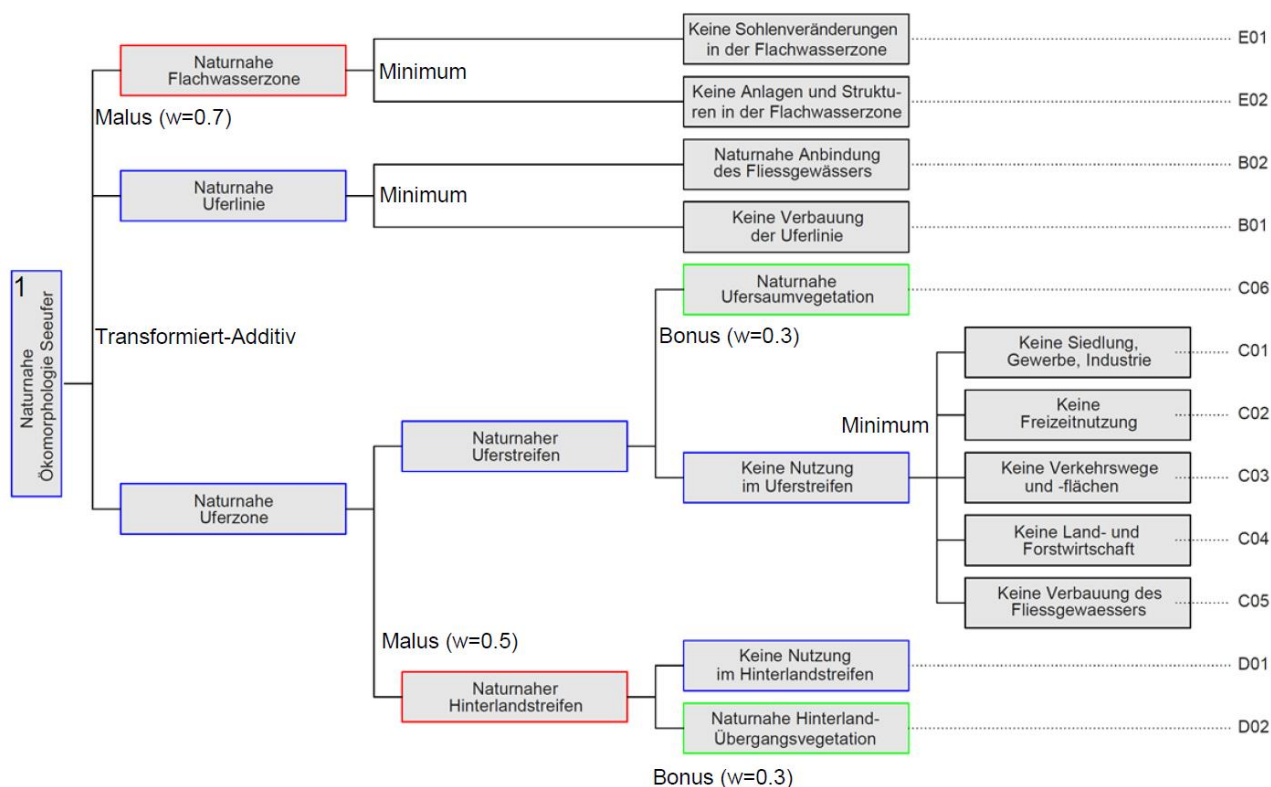 Keine Sohlenveränderungen
in der Flachwasserzone
E01
Naturnahe
Flachwasserzone
Minimum
Keine Anlagen und Struktu-
ren in der Flachwasserzone
E02
Malus (w=0.7)
Naturnahe Anbindung
des Fliessgewässers
B02
Naturnahe
Uferlinie
Minimum
Keine Verbauung
der Uferlinie
B01
1
Naturnahe
Ökomorphologie Seeufer
Transformiert-Additiv
Naturnahe
Ufersaumvegetation
C06
Bonus (w=0.3)
Keine Siedlung,
Gewerbe, Industrie
C01
Keine
Freizeitnutzung
C02
Minimum
Naturnaher
Uferstreifen
Keine Nutzung
im Uferstreifen
Keine Verkehrswege
und -flächen
C03
Naturnahe
Uferzone
Keine Land- und
Forstwirtschaft
C04
Keine Verbauung des
Fliessgewaessers
C05
Malus (w=0.5)
Naturnaher
Hinterlandstreifen
Keine Nutzung
im Hinterlandstreifen
D01
Naturnahe Hinterland-
Übergangsvegetation
D02
Bonus (w=0.3)